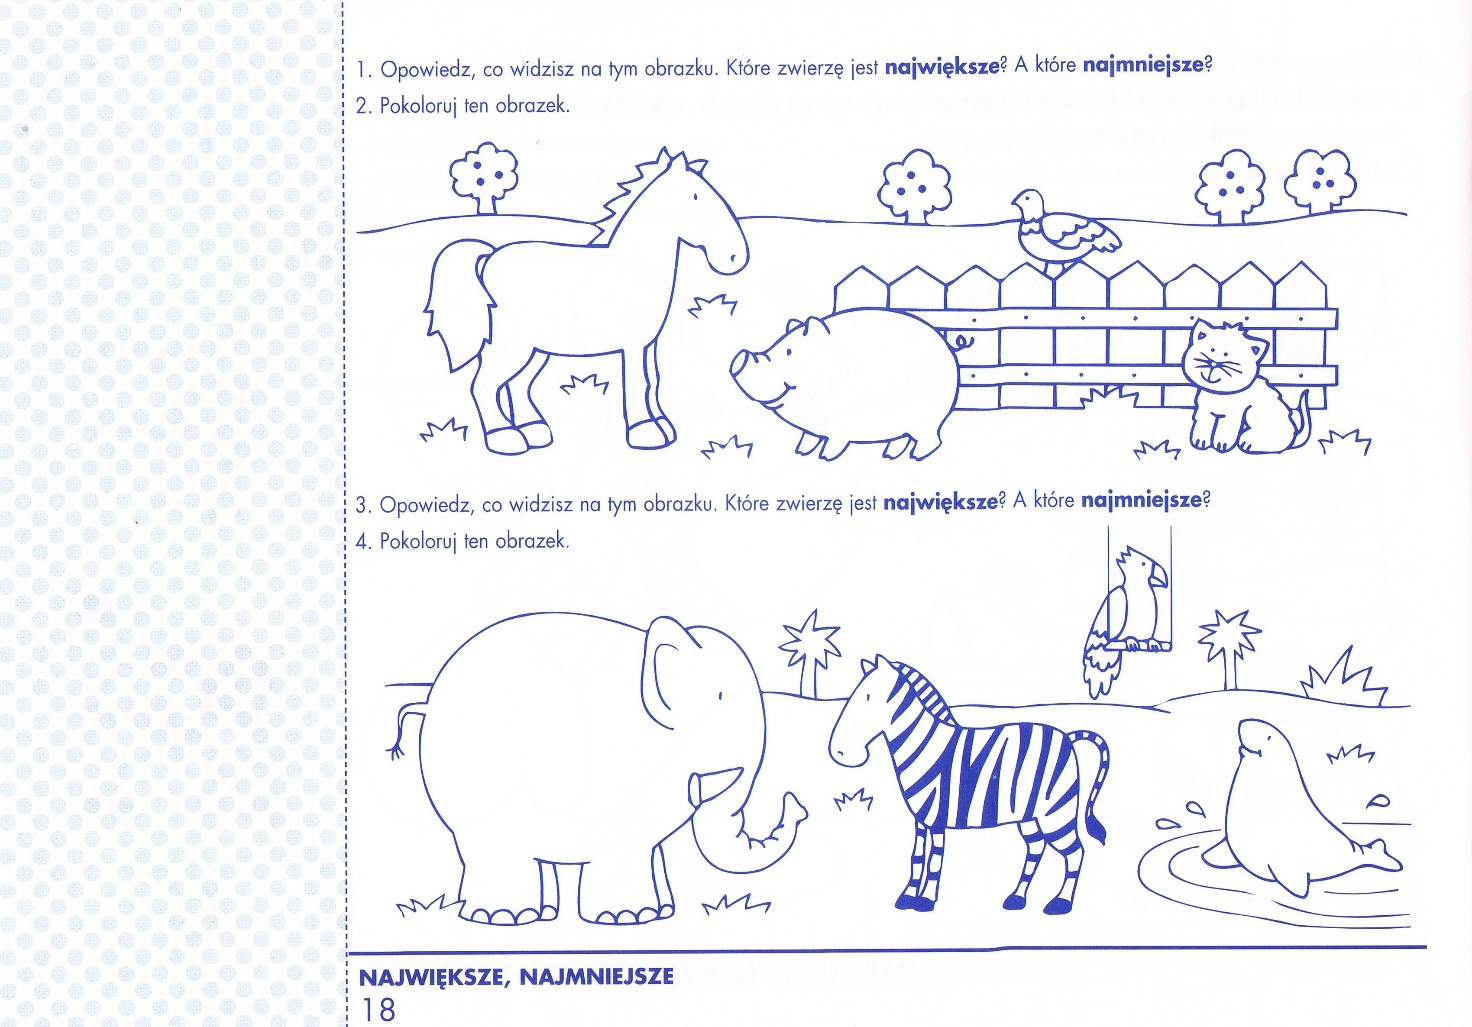 1. Opowiedz, co widzisz na tym obrazku. Które zwierzę jest największe? A które najmniejsze?
2. Pokoloruj ten obrazek.
3. Opowiedz, co widzisz na tym obrazku. Które zwierzę jest największe? A które najmniejsze?
4. Pokoloruj ten obrazek.
NAJWIĘKSZE, NAJMNIEJSZE
18